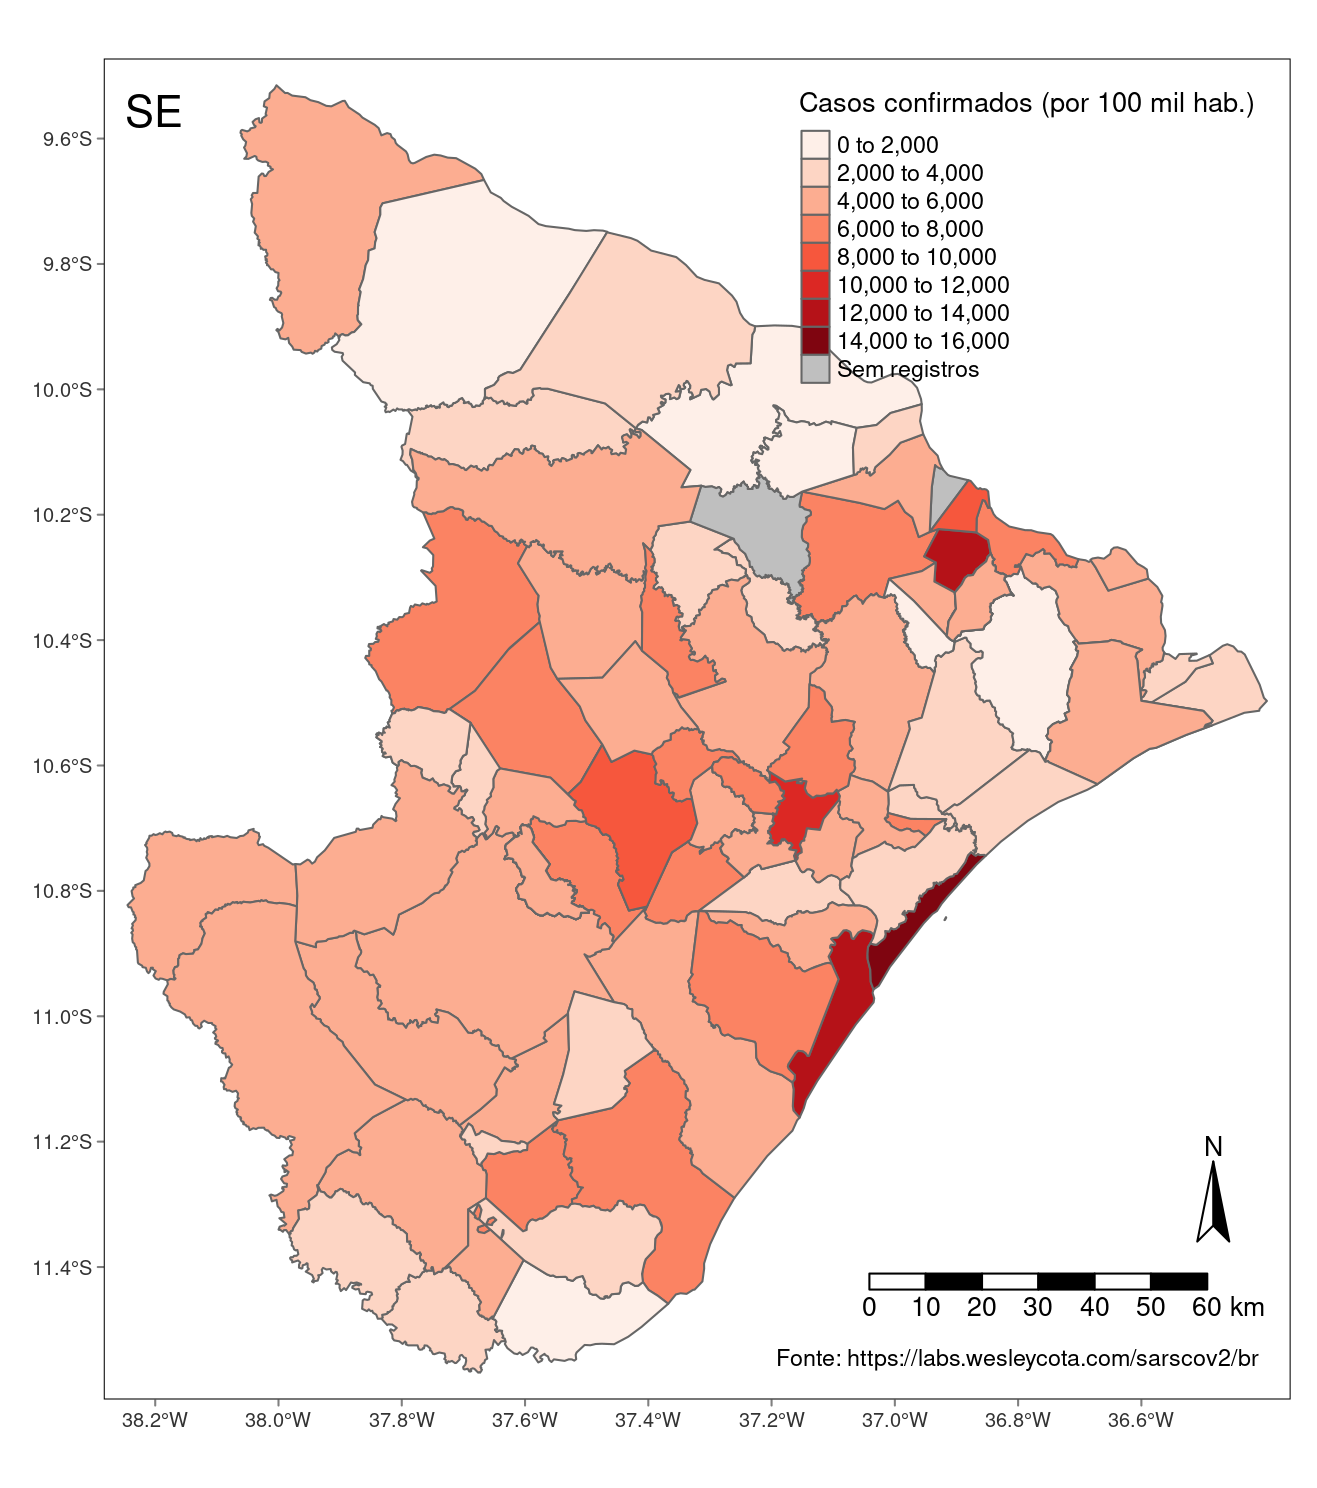 SE
Casos confirmados (por 100 mil hab.)
0 to 2,000
2,000 to 4,000
4,000 to 6,000
6,000 to 8,000
8,000 to 10,000
10,000 to 12,000
12,000 to 14,000
14,000 to 16,000
Sem registros
9.6°S
9.8°S
10.0°S
10.2°S
10.4°S
10.6°S
10.8°S
11.0°S
11.2°S
11.4°S
N
0 10 20 30 40 50 60 km
Fonte: https://labs.wesleycota.com/sarscov2/br
38.2°W 38.0°W 37.8°W 37.6°W 37.4°W 37.2°W 37.0°W 36.8°W 36.6°W